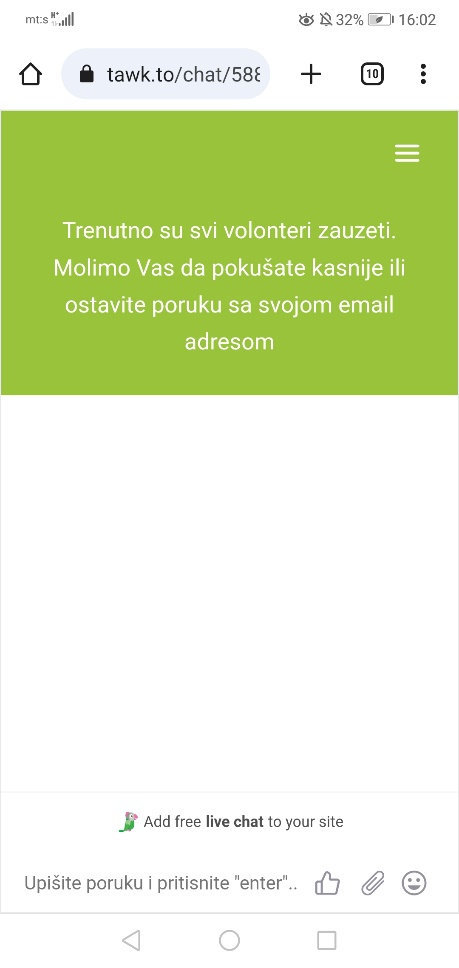 mt:s 32% 16:02
tawk.to/chat/588
10
Trenutno su svi volonteri zauzeti.
Molimo Vas da pokušate kasnije ili
ostavite poruku sa svojom email
adresom
Add free live chat to your site
Upišite poruku i pritisnite "enter"..